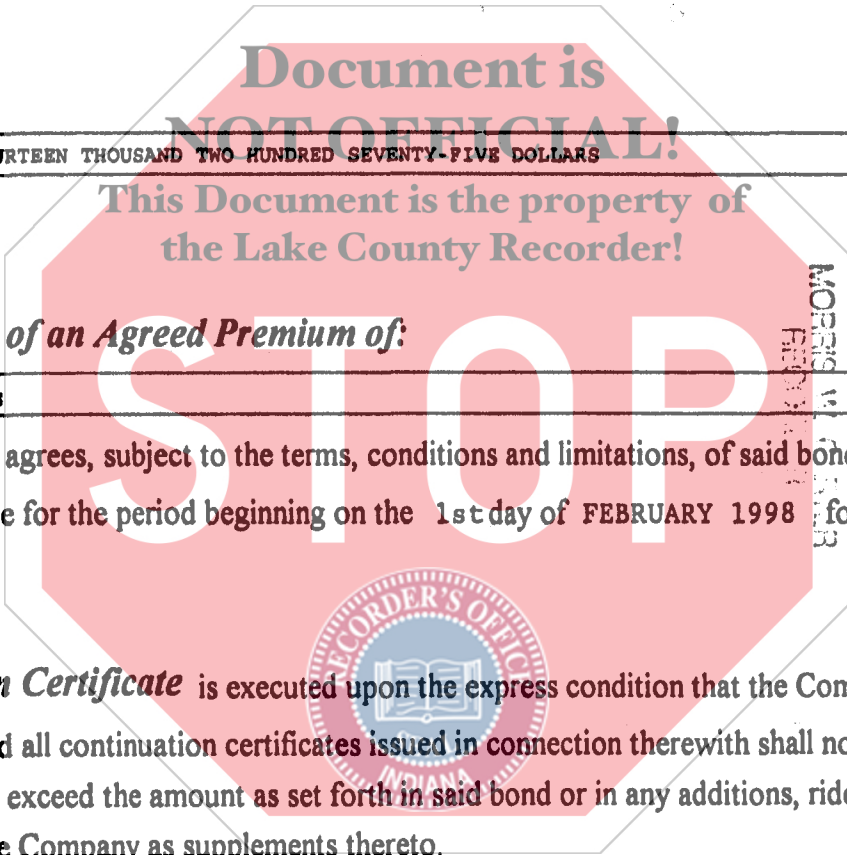 Document is
NOT OFFICIAL!
RTEEN THOUSAND TWO HUNDRED SEVENTY-FIVE DOLLARS
This Document is the property of
the Lake County Recorder!
of an Agreed Premium of:
STOP
agrees, subject to the terms, conditions and limitations, of said bon
e for the period beginning on the 1st day of FEBRUARY 1998 fo
MORRIS W.
RECORDER'S OFFICE
INDIANA
n Certificate is executed upon the express condition that the Com
d all continuation certificates issued in connection therewith shall no
exceed the amount as set forth in said bond or in any additions, ride
e Company as supplements thereto.